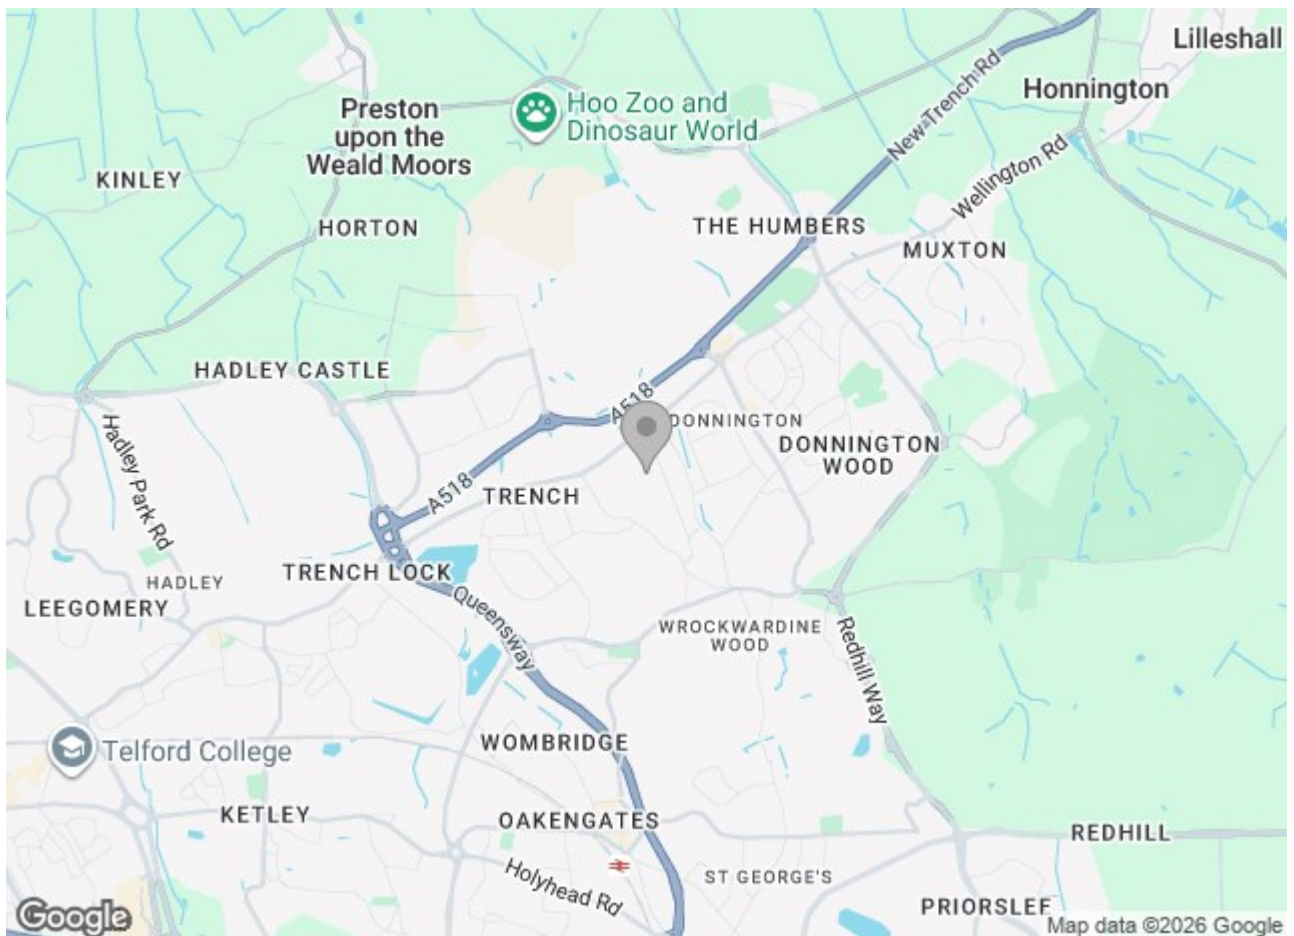 Lilleshall
Honnington
New Trench Rd
Hoo Zoo and
Dinosaur World
Preston
upon the
Weald Moors
Wellington Rd
KINLEY
HORTON
THE HUMBERS
MUXTON
HADLEY CASTLE
A518
DONNINGTON
DONNINGTON
WOOD
Hadley Park Rd
A518
TRENCH
TRENCH LOCK
HADLEY
LEEGOMERY
Queensway
WROCKWARDINE
WOOD
Redhill Way
Telford College
WOMBRIDGE
KETLEY
OAKENGATES
REDHILL
Holyhead Rd
ST GEORGE'S
PRIORSLEE
Google
Map data ©2026 Google